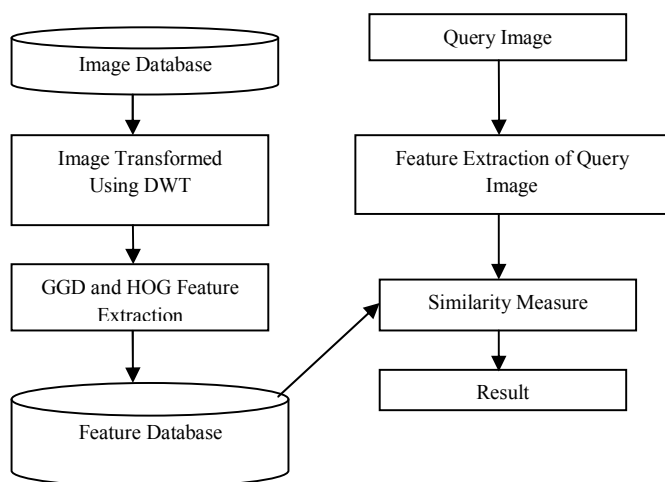 Image Database
Image Transformed
Using DWT
GGD and HOG Feature
Extraction
Feature Database
Query Image
Feature Extraction of Query
Image
Similarity Measure
Result